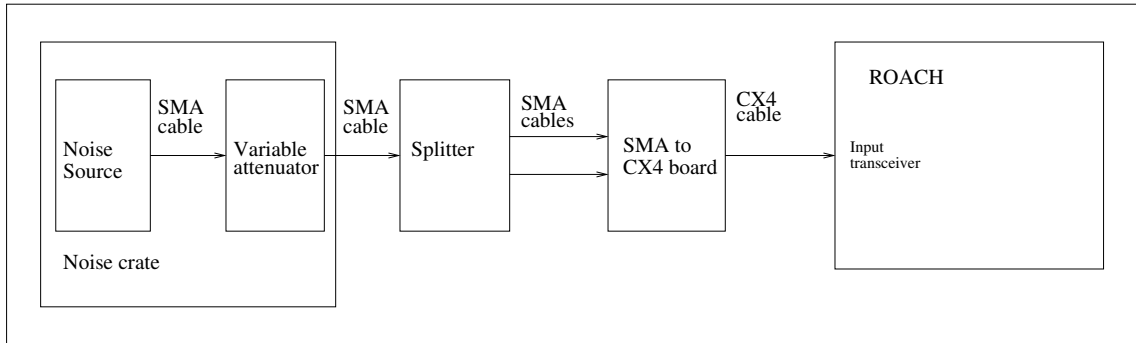 SMA
cable
Noise
Source
Variable
attenuator
Noise crate
SMA
cable
Splitter
SMA
cables
SMA to
CX4 board
CX4
cable
ROACH
Input
transceiver